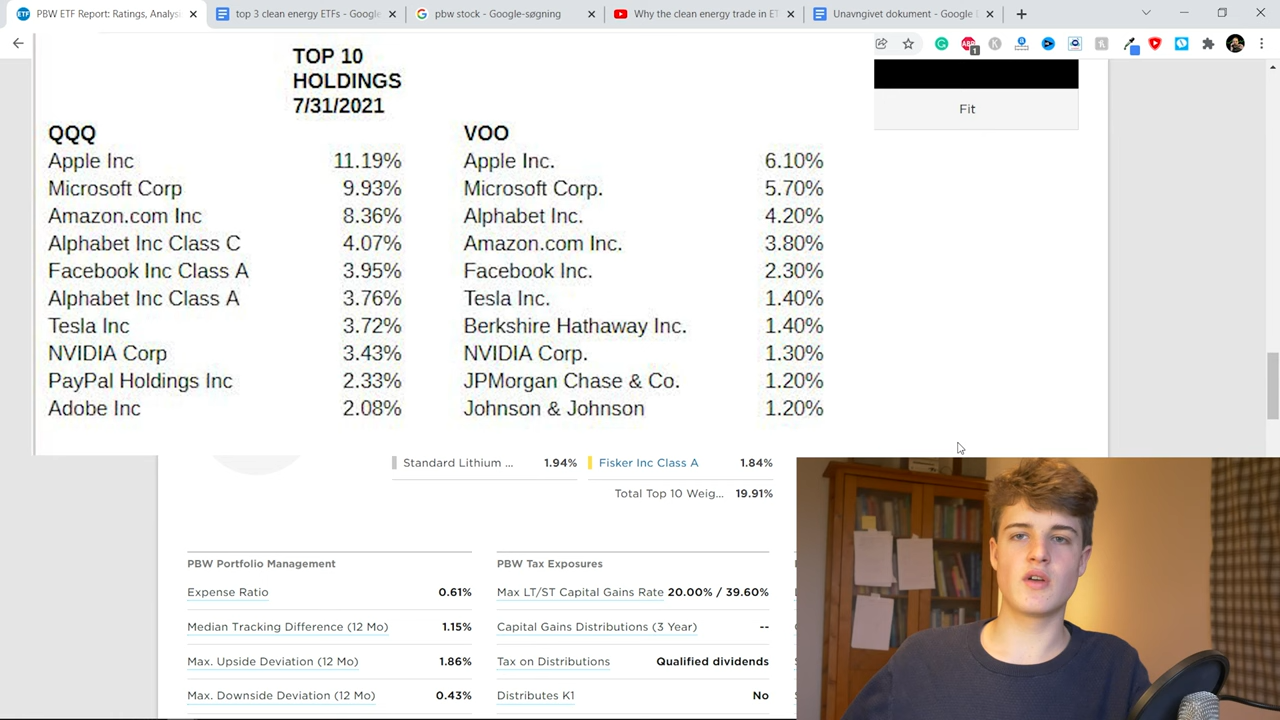 PBW ETF Report: Ratings, Analys
top 3 clean energy ETFs - Google
pbw stock - Google-søgning
Why the clean energy trade in ET
Unavngivet dokument - Google D
TOP 10
HOLDINGS
7/31/2021
Fit
QQQ VOO
Apple Inc 11.19% Apple Inc. 6.10%
Microsoft Corp 9.93% Microsoft Corp. 5.70%
Amazon.com Inc 8.36% Alphabet Inc. 4.20%
Alphabet Inc Class C 4.07% Amazon.com Inc. 3.80%
Facebook Inc Class A 3.95% Facebook Inc. 2.30%
Alphabet Inc Class A 3.76% Tesla Inc. 1.40%
Tesla Inc 3.72% Berkshire Hathaway Inc. 1.40%
NVIDIA Corp 3.43% NVIDIA Corp. 1.30%
PayPal Holdings Inc 2.33% JPMorgan Chase & Co. 1.20%
Adobe Inc 2.08% Johnson & Johnson 1.20%
Standard Lithium ... 1.94% Fisker Inc Class A 1.84%
Total Top 10 Weig... 19.91%
PBW Portfolio Management PBW Tax Exposures
Expense Ratio 0.61% Max LT/ST Capital Gains Rate 20.00% / 39.60%
Median Tracking Difference (12 Mo) 1.15% Capital Gains Distributions (3 Year) --
Max. Upside Deviation (12 Mo) 1.86% Tax on Distributions Qualified dividends
Max. Downside Deviation (12 Mo) 0.43% Distributes K1 No